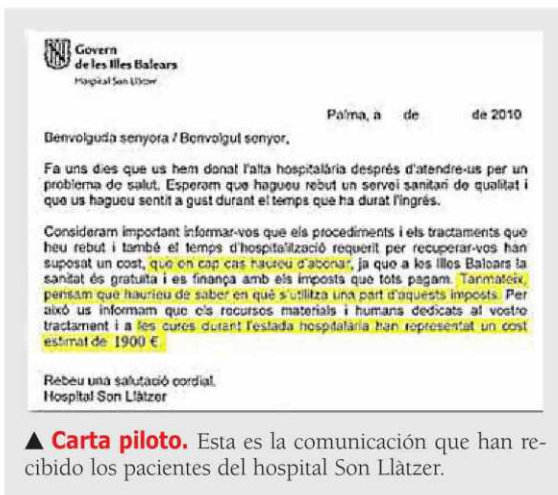 Govern
de les Illes Balears
Hospital Son Llàtzer
Palma, a de de 2010
Benvolguda senyora / Benvolgut senyor,
Fa uns dies que us hem donat l'alta hospitalària després d'atendre-us per un
problema de salut. Esperam que hagueu rebut un servei sanitari de qualitat i
que us hagueu sentit a gust durant el temps que ha durat l'ingrés.
Consideram important informar-vos que els procediments i els tractaments que
heu rebut i també el temps d'hospitalització requerit per recuperar-vos han
suposat un cost, que en cap cas haureu d'abonar, ja que a les Illes Balears la
sanitat és gratuïta i es finança amb els imposts que tots pagam. Tanmateix,
pensam que hauríeu de saber en què s'utilitza una part d'aquests imposts. Per
això us informam que els recursos materials i humans dedicats al vostre
tractament i a les cures durant l'estada hospitalària han representat un cost
estimat de 1900 €.
Rebeu una salutació cordial,
Hospital Son Llàtzer
▲ Carta piloto. Esta es la comunicación que han re-
cibido los pacientes del hospital Son Llàtzer.